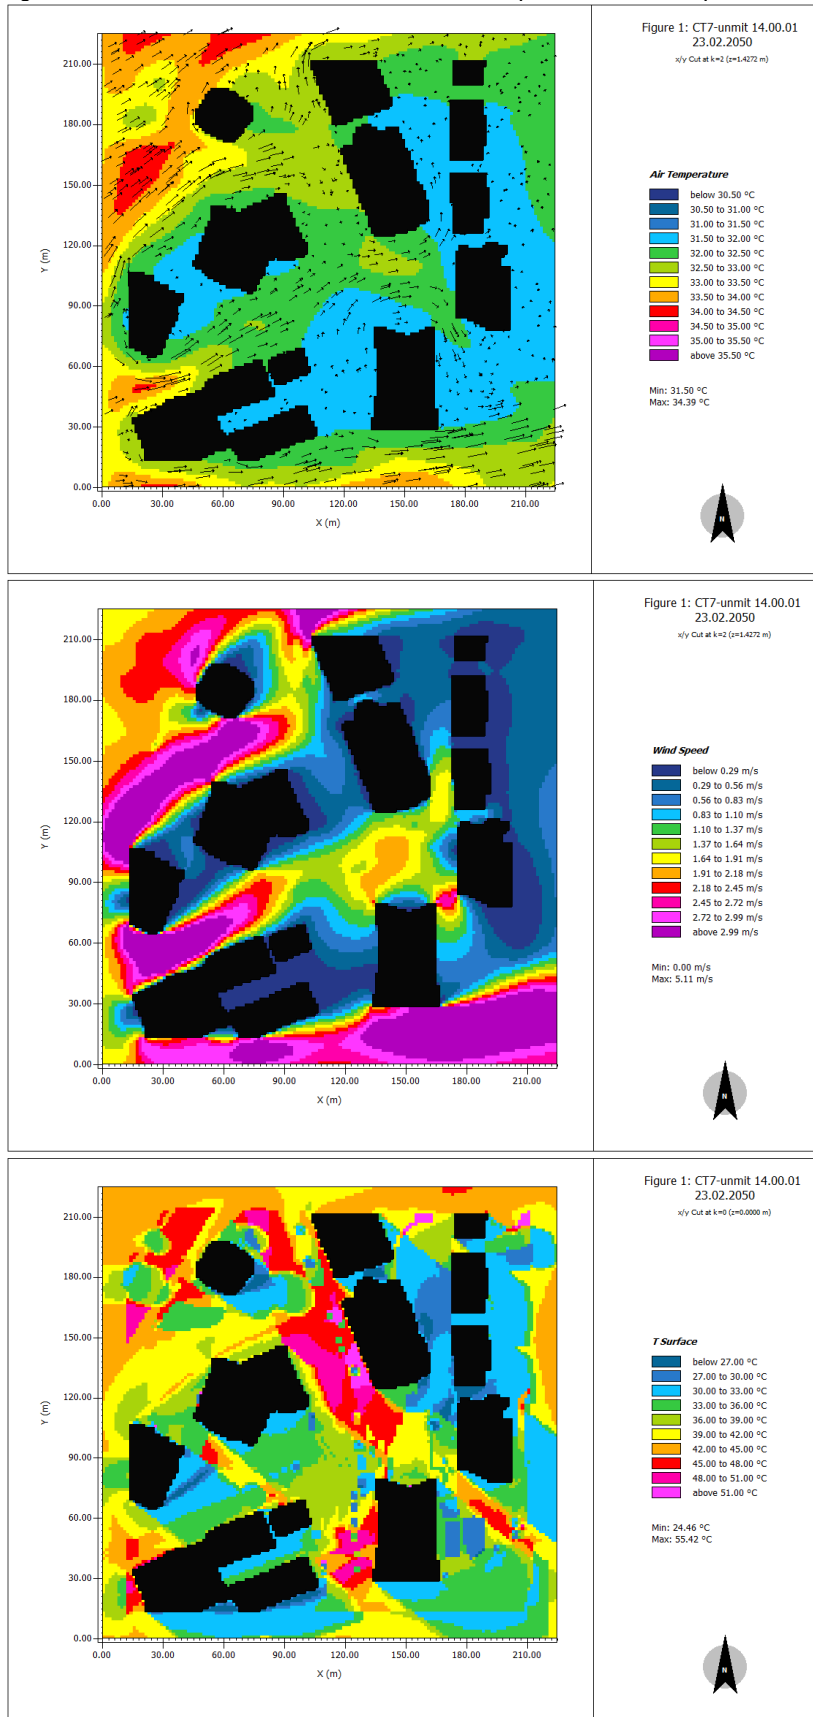 Figure 1: CT7-unmit 14.00.01
23.02.2050
x/y Cut at k=2 (z=1.4272 m)
210.00
180.00
150.00
120.00
90.00
60.00
30.00
0.00
Y (m)
0.00 30.00 60.00 90.00 120.00 150.00 180.00 210.00
X (m)
Air Temperature
below 30.50 °C
30.50 to 31.00 °C
31.00 to 31.50 °C
31.50 to 32.00 °C
32.00 to 32.50 °C
32.50 to 33.00 °C
33.00 to 33.50 °C
33.50 to 34.00 °C
34.00 to 34.50 °C
34.50 to 35.00 °C
35.00 to 35.50 °C
above 35.50 °C
Min: 31.50 °C
Max: 34.39 °C
N
Figure 1: CT7-unmit 14.00.01
23.02.2050
x/y Cut at k=2 (z=1.4272 m)
210.00
180.00
150.00
120.00
90.00
60.00
30.00
0.00
Y (m)
0.00 30.00 60.00 90.00 120.00 150.00 180.00 210.00
X (m)
Wind Speed
below 0.29 m/s
0.29 to 0.56 m/s
0.56 to 0.83 m/s
0.83 to 1.10 m/s
1.10 to 1.37 m/s
1.37 to 1.64 m/s
1.64 to 1.91 m/s
1.91 to 2.18 m/s
2.18 to 2.45 m/s
2.45 to 2.72 m/s
2.72 to 2.99 m/s
above 2.99 m/s
Min: 0.00 m/s
Max: 5.11 m/s
N
Figure 1: CT7-unmit 14.00.01
23.02.2050
x/y Cut at k=0 (z=0.0000 m)
210.00
180.00
150.00
120.00
90.00
60.00
30.00
0.00
Y (m)
0.00 30.00 60.00 90.00 120.00 150.00 180.00 210.00
X (m)
T Surface
below 27.00 °C
27.00 to 30.00 °C
30.00 to 33.00 °C
33.00 to 36.00 °C
36.00 to 39.00 °C
39.00 to 42.00 °C
42.00 to 45.00 °C
45.00 to 48.00 °C
48.00 to 51.00 °C
above 51.00 °C
Min: 24.46 °C
Max: 55.42 °C
N